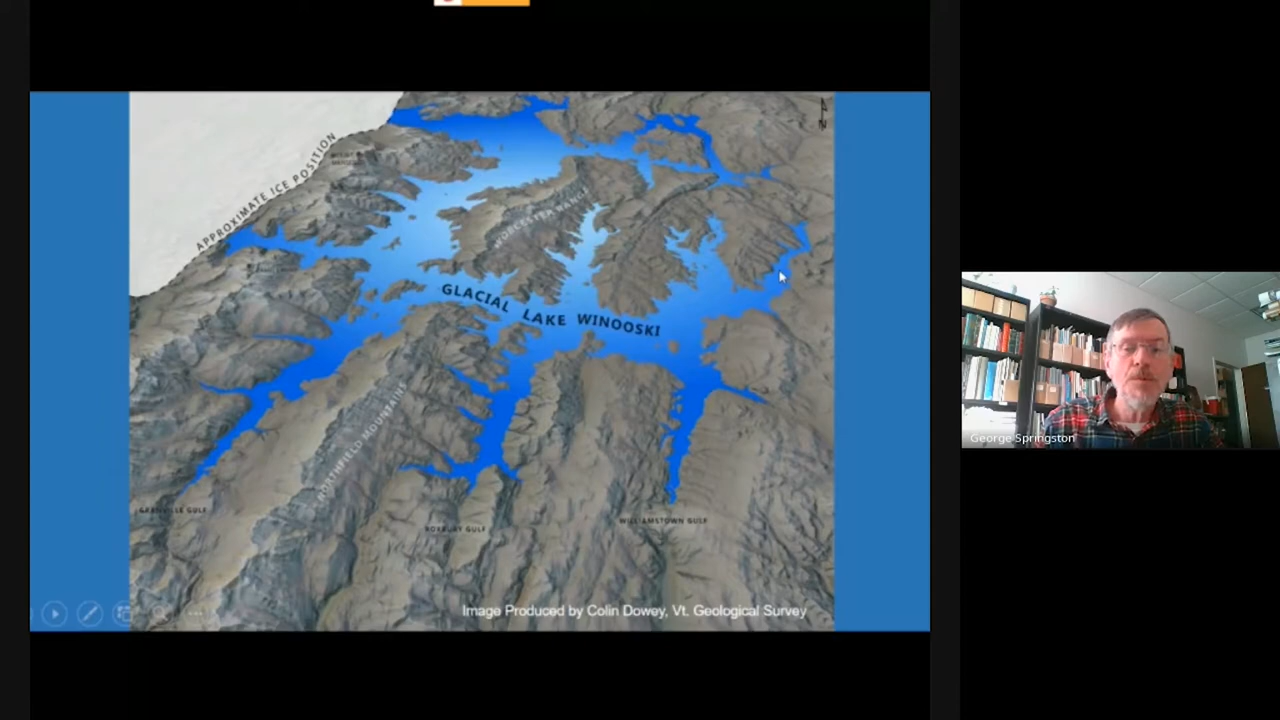 APPROXIMATE ICE POSITION
WORCESTER RANGE
GLACIAL LAKE WINOOSKI
NORTHFIELD MOUNTAINS
GRANVILLE GULF
ROXBURY GULF
WILLIAMSTOWN GULF
N
Image Produced by Colin Dowey, Vt. Geological Survey
George Springston